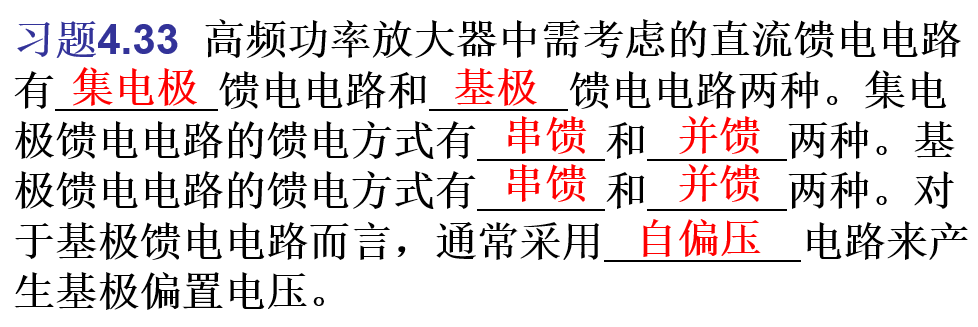 习题4.33 高频功率放大器中需考虑的直流馈电电路
有 集电极 馈电电路和 基极 馈电电路两种。集电
极馈电电路的馈电方式有 串馈 和 并馈 两种。基
极馈电电路的馈电方式有 串馈 和 并馈 两种。对
于基极馈电电路而言，通常采用 自偏压 电路来产
生基极偏置电压。